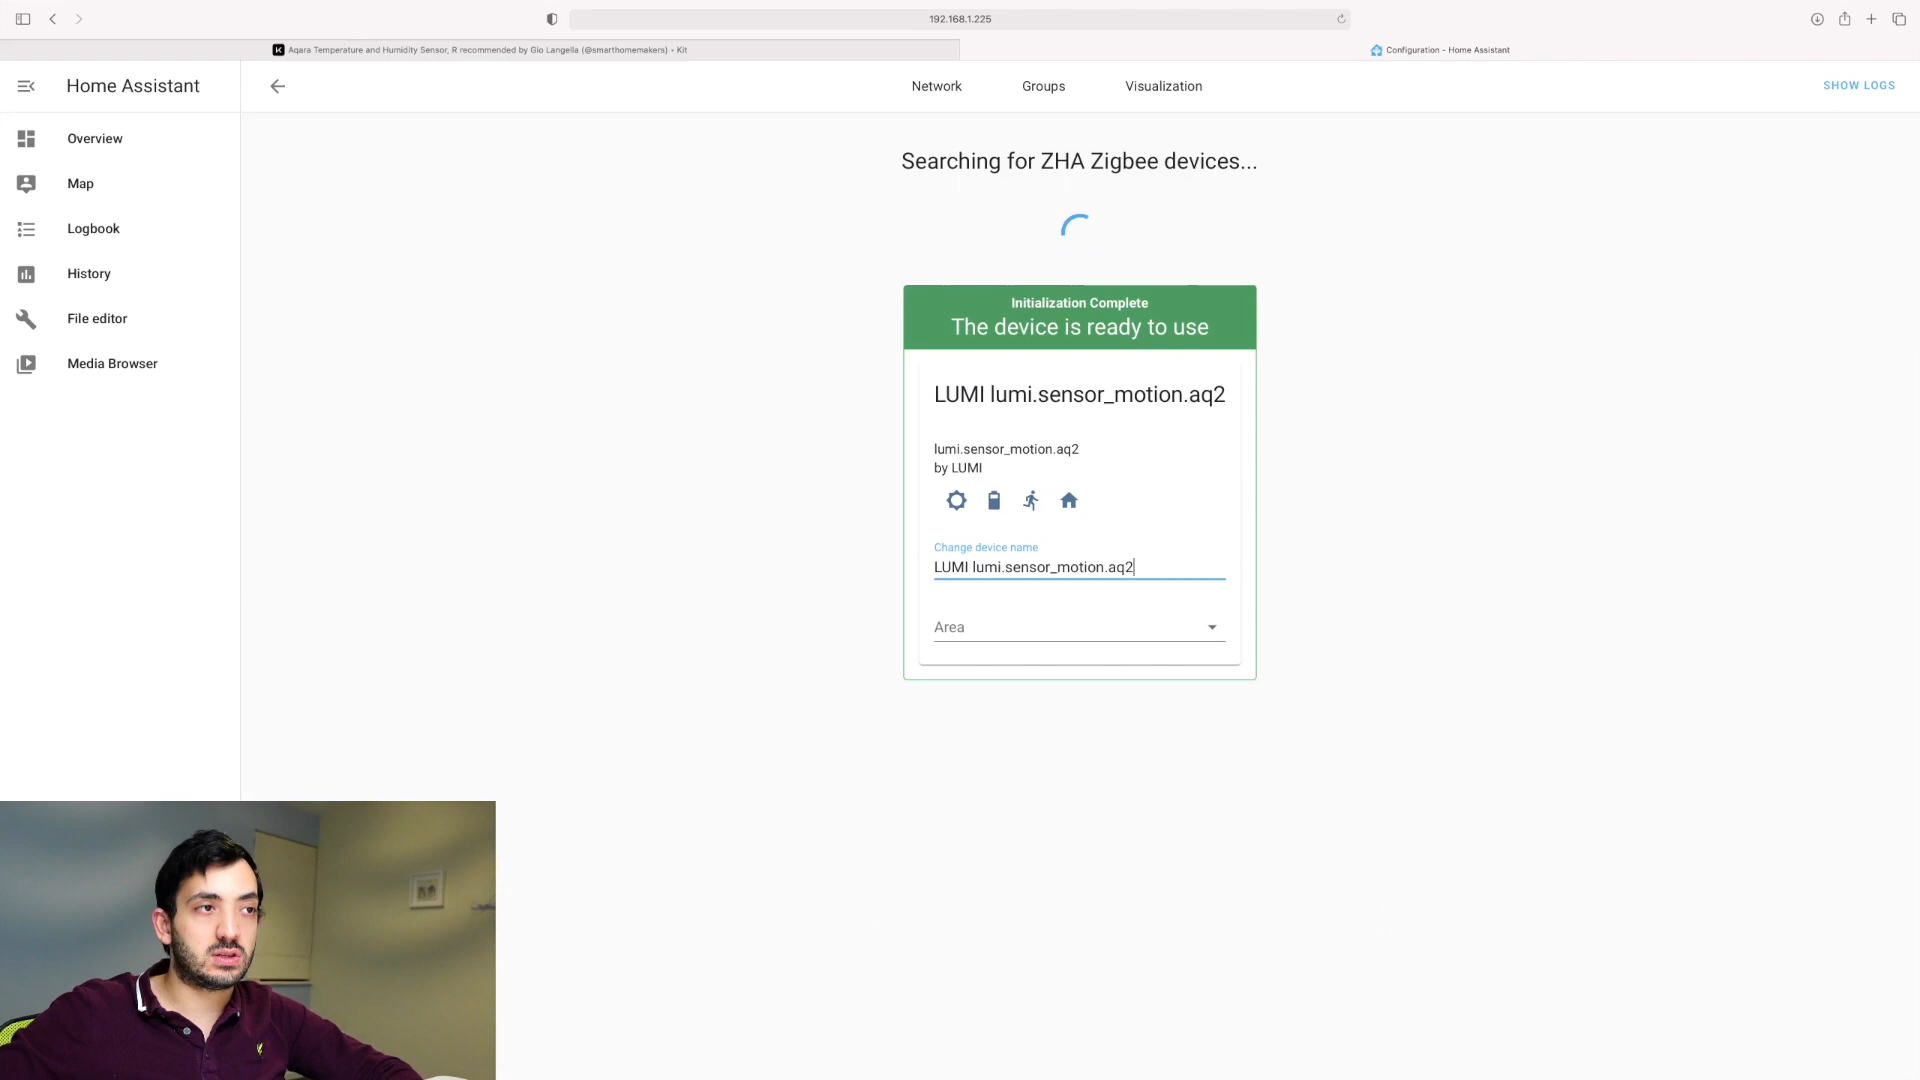 192.168.1.225
Aqara Temperature and Humidity Sensor, R recommended by Gio Langella (@smarthomemakers) • Kit
Configuration - Home Assistant
Home Assistant
Network
Groups
Visualization
SHOW LOGS
Overview
Map
Logbook
History
File editor
Media Browser
Searching for ZHA Zigbee devices...
Initialization Complete
The device is ready to use
LUMI lumi.sensor_motion.aq2
lumi.sensor_motion.aq2
by LUMI
Change device name
LUMI lumi.sensor_motion.aq2
Area